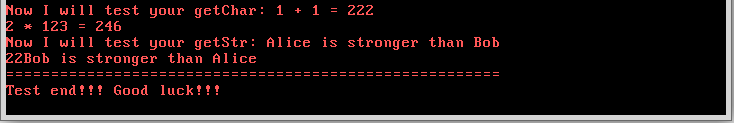 Now I will test your getChar: 1 + 1 = 222
2 * 123 = 246
Now I will test your getStr: Alice is stronger than Bob
22Bob is stronger than Alice
=======================================================
Test end!!! Good luck!!!